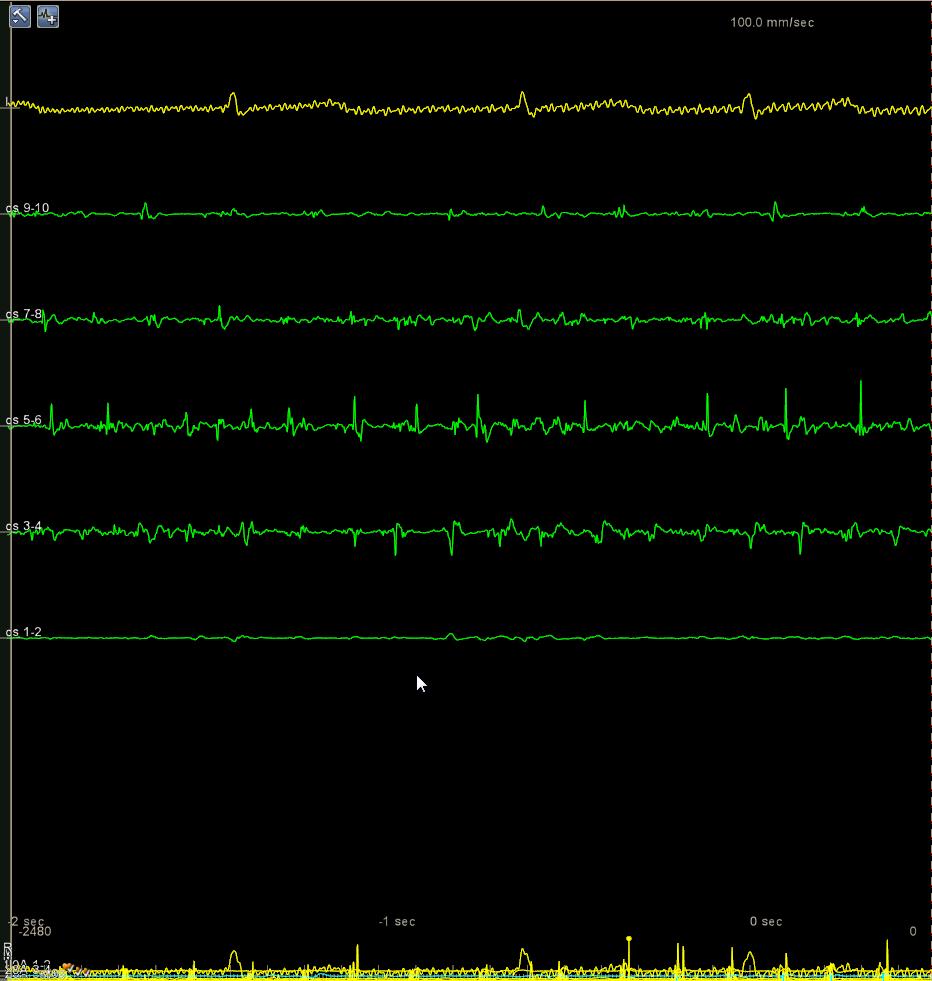 100.0 mm/sec
I
cs 9-10
cs 7-8
cs 5-6
cs 3-4
cs 1-2
-2 sec
-1 sec
0 sec
-2480
0